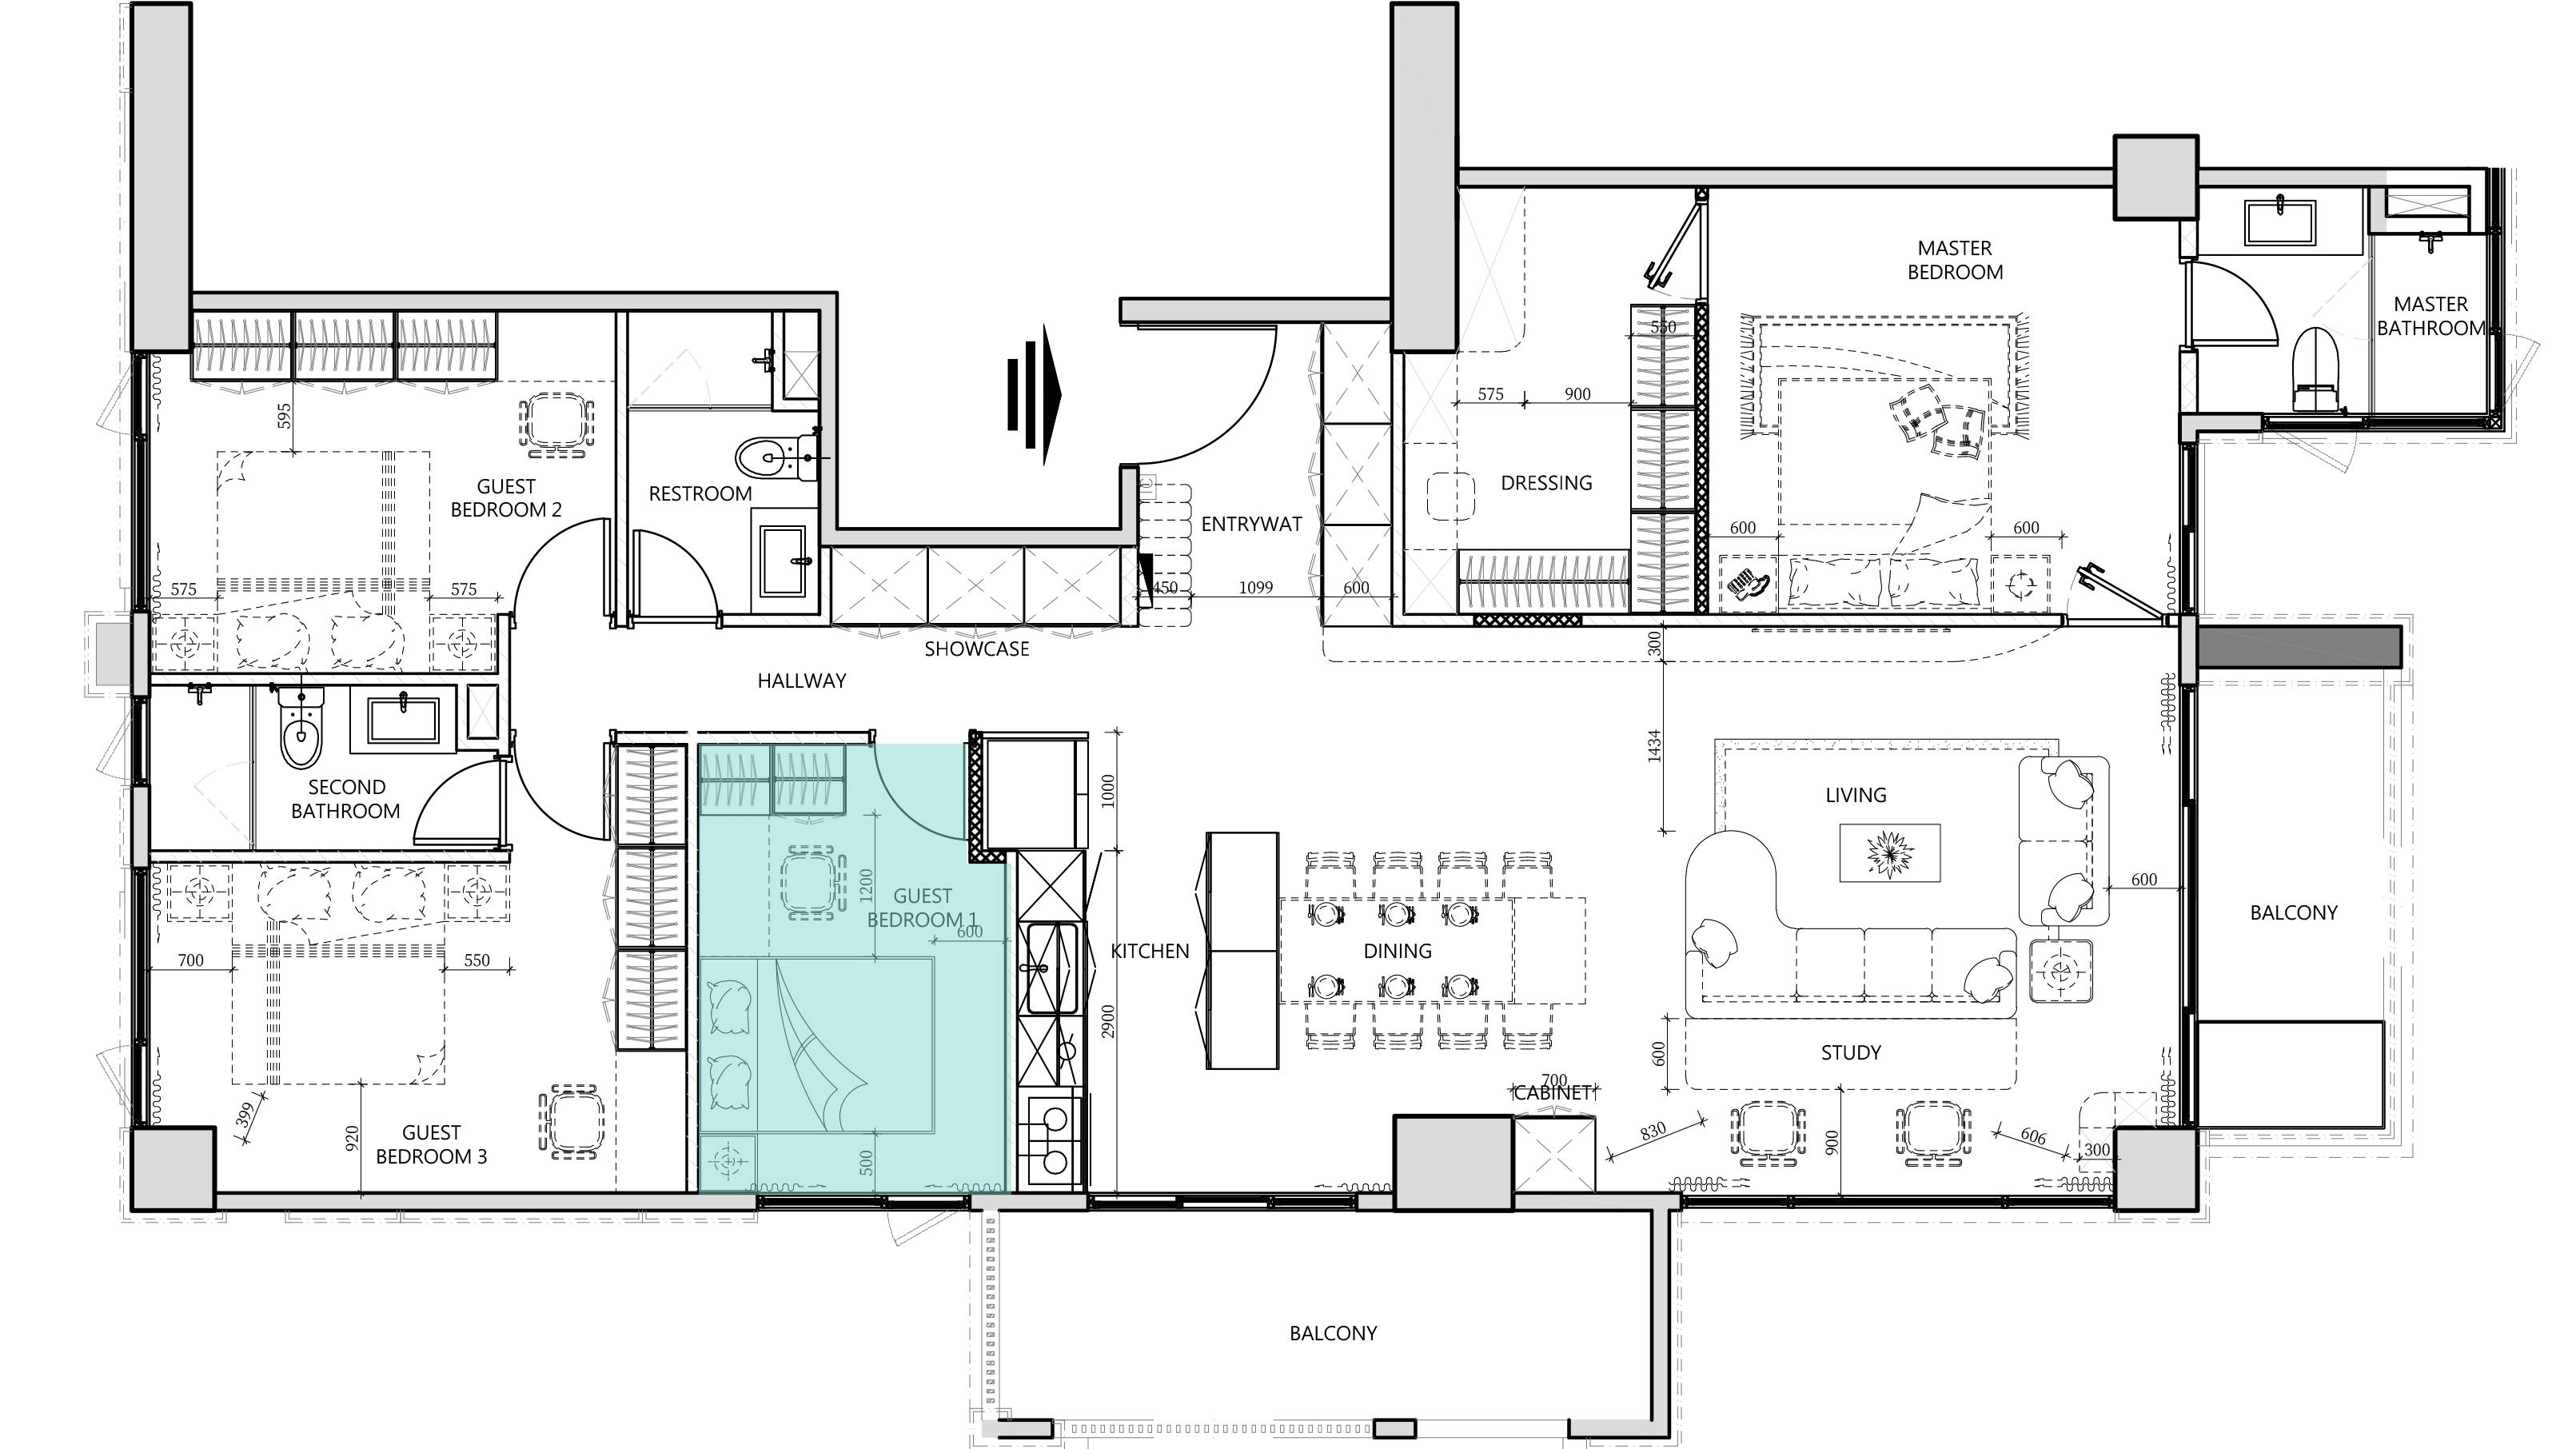 MASTER
BEDROOM
MASTER
BATHROOM
550
595
575
900
GUEST
BEDROOM 2
RESTROOM
DRESSING
ENTRYWAT
600
600
575
575
450
1099
600
SHOWCASE
300
HALLWAY
1434
SECOND
BATHROOM
1000
LIVING
1200
GUEST
BEDROOM 1
600
600
BALCONY
700
550
KITCHEN
DINING
2900
600
STUDY
700
CABINET
399
920
GUEST
BEDROOM 3
500
830
900
606
300
BALCONY